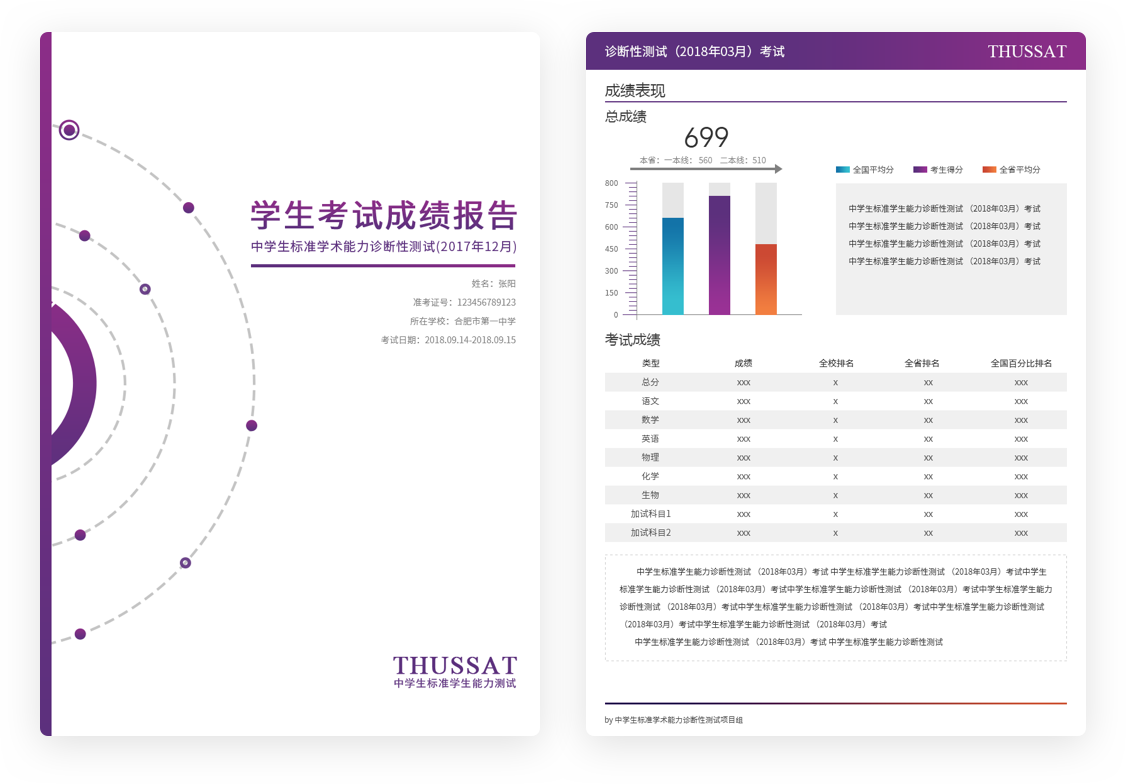 学生考试成绩报告
中学生标准学术能力诊断性测试(2017年12月)
姓名：张阳
准考证号：123456789123
所在学校：合肥市第一中学
考试日期：2018.09.14-2018.09.15
THUSSAT
中学生标准学生能力测试
诊断性测试（2018年03月）考试
THUSSAT
成绩表现
总成绩
699
本省：一本线： 560 二本线：510
全国平均分 考生得分 全省平均分
800
750
600
450
300
150
0
中学生标准学生能力诊断性测试 （2018年03月）考试
中学生标准学生能力诊断性测试 （2018年03月）考试
中学生标准学生能力诊断性测试 （2018年03月）考试
中学生标准学生能力诊断性测试 （2018年03月）考试
考试成绩
类型 成绩 全校排名 全省排名 全国百分比排名
总分 xxx x xx xxx
语文 xxx x xx xxx
数学 xxx x xx xxx
英语 xxx x xx xxx
物理 xxx x xx xxx
化学 xxx x xx xxx
生物 xxx x xx xxx
加试科目1 xxx x xx xxx
加试科目2 xxx x xx xxx
中学生标准学生能力诊断性测试 （2018年03月）考试 中学生标准学生能力诊断性测试 （2018年03月）考试中学生
标准学生能力诊断性测试 （2018年03月）考试中学生标准学生能力诊断性测试 （2018年03月）考试中学生标准学生能力
诊断性测试 （2018年03月）考试中学生标准学生能力诊断性测试 （2018年03月）考试中学生标准学生能力诊断性测试
（2018年03月）考试中学生标准学生能力诊断性测试 （2018年03月）考试
中学生标准学生能力诊断性测试 （2018年03月）考试 中学生标准学生能力诊断性测试
by 中学生标准学术能力诊断性测试项目组